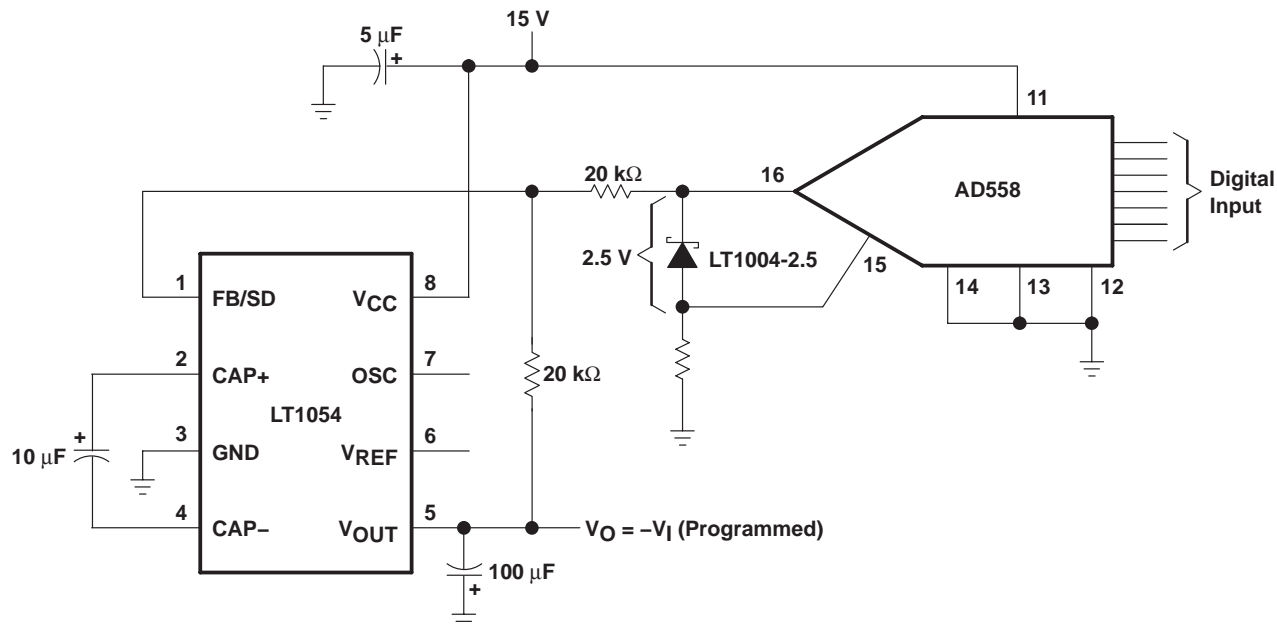 15 V
5 μF
+
11
20 kΩ
16
AD558
Digital
Input
2.5 V
LT1004-2.5
15
14
13
12
1
FB/SD
VCC
8
2
CAP+
OSC
7
20 kΩ
LT1054
+
10 μF
3
GND
VREF
6
4
CAP–
VOUT
5
VO = –VI (Programmed)
100 μF
+